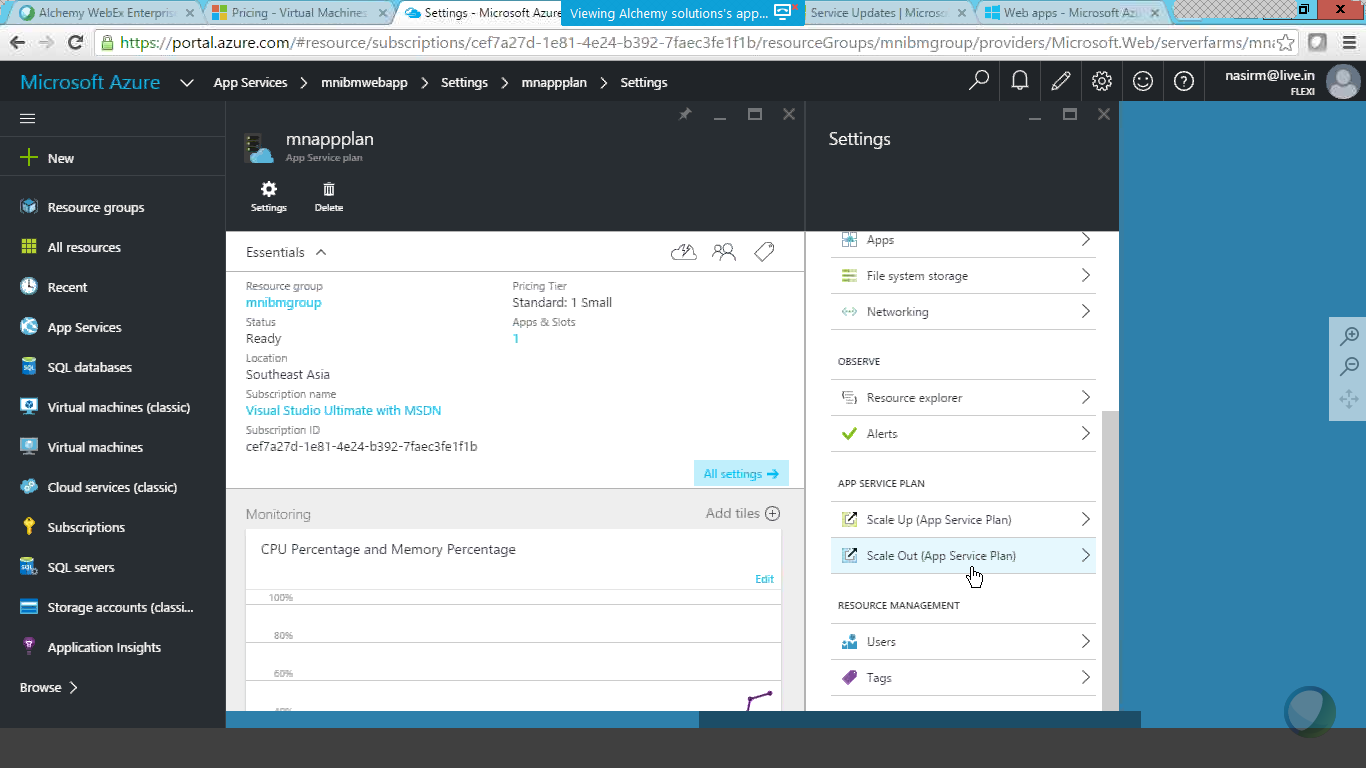 Alchemy WebEx Enterpris
Pricing - Virtual Machines
Settings - Microsoft Azure
Viewing Alchemy solutions's app...
Service Updates | Microso
Web apps - Microsoft Azu
https://portal.azure.com/#resource/subscriptions/cef7a27d-1e81-4e24-b392-7faec3fe1f1b/resourceGroups/mnibmgroup/providers/Microsoft.Web/serverfarms/mna
Microsoft Azure
App Services > mnibmwebapp > Settings > mnappplan > Settings
nasirm@live.in
FLEXI
New
Resource groups
All resources
Recent
App Services
SQL databases
Virtual machines (classic)
Virtual machines
Cloud services (classic)
Subscriptions
SQL servers
Storage accounts (classi...
Application Insights
Browse >
mnappplan
App Service plan
Settings
Delete
Essentials
Resource group
mnibmgroup
Status
Ready
Location
Southeast Asia
Subscription name
Visual Studio Ultimate with MSDN
Subscription ID
cef7a27d-1e81-4e24-b392-7faec3fe1f1b
Pricing Tier
Standard: 1 Small
Apps & Slots
1
All settings →
Monitoring
Add tiles
CPU Percentage and Memory Percentage
Edit
100%
80%
60%
40%
Settings
Apps
File system storage
Networking
OBSERVE
Resource explorer
Alerts
APP SERVICE PLAN
Scale Up (App Service Plan)
Scale Out (App Service Plan)
RESOURCE MANAGEMENT
Users
Tags